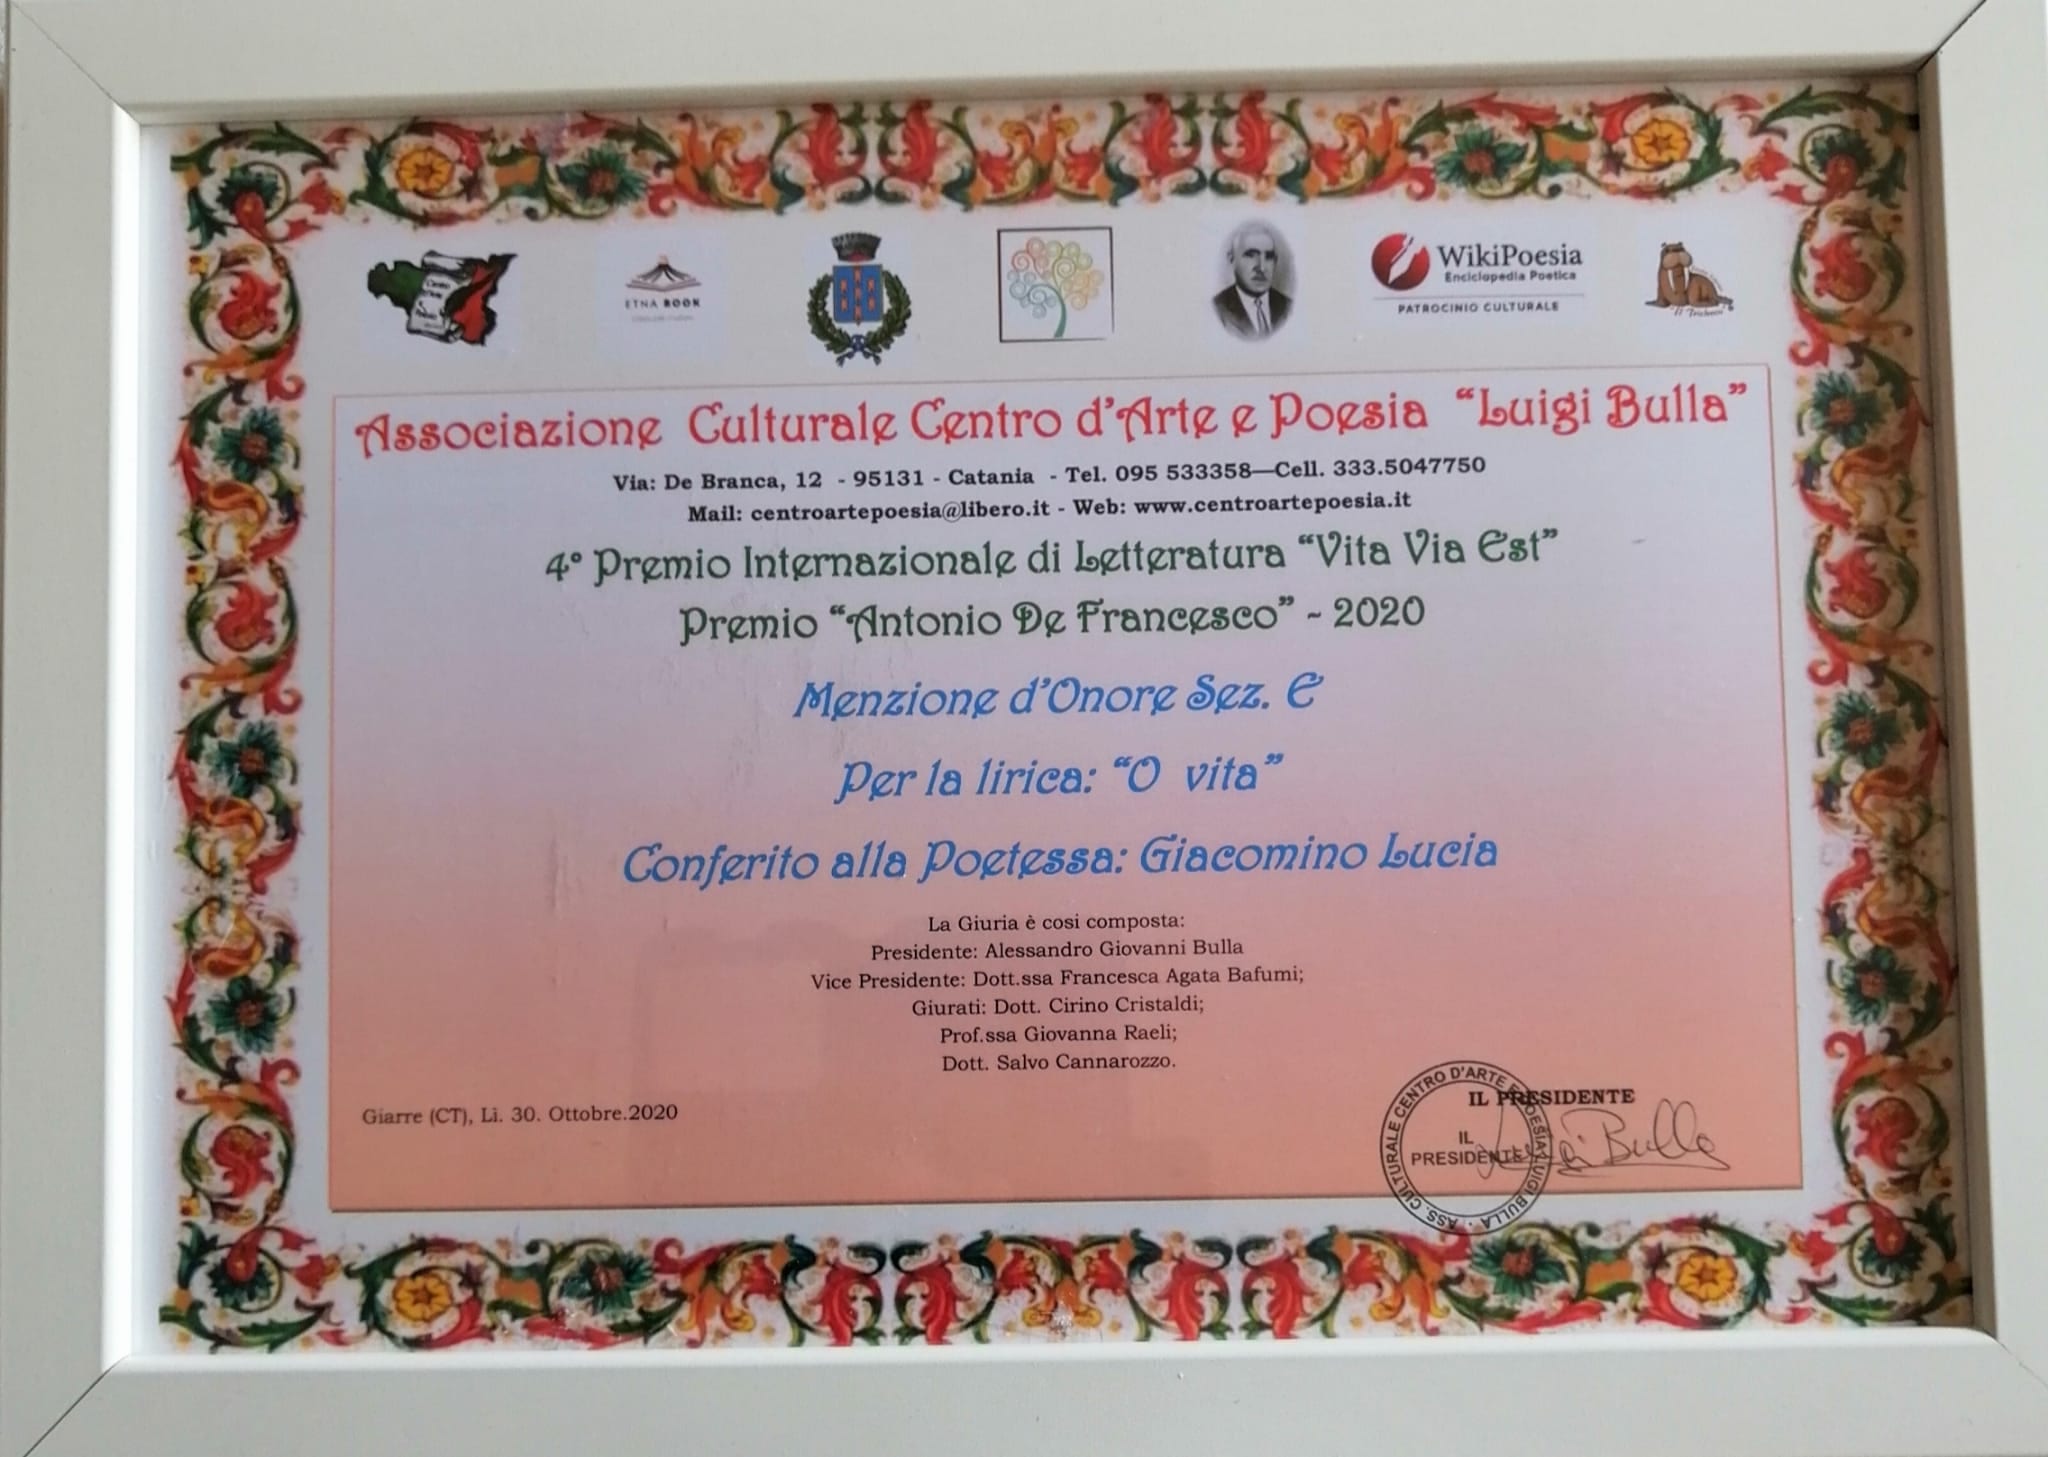 ETNA BOOK
WikiPoesia
Enciclopedia Poetica
PATROCINIO CULTURALE
Associazione Culturale Centro d'Arte e Poesia “Luigi Bulla”
Via: De Branca, 12 - 95131 - Catania - Tel. 095 533358—Cell. 333.5047750
Mail: centroartepoesia@libero.it - Web: www.centroartepoesia.it
4° Premio Internazionale di Letteratura “Vita Via Est”
Premio “Antonio De Francesco” - 2020
Menzione d'Onore Sez. E
Per la lirica: “O vita”
Conferito alla Poetessa: Giacomino Lucia
La Giuria è cosi composta:
Presidente: Alessandro Giovanni Bulla
Vice Presidente: Dott.ssa Francesca Agata Bafumi;
Giurati: Dott. Cirino Cristaldi;
Prof.ssa Giovanna Raeli;
Dott. Salvo Cannarozzo.
Giarre (CT), Lì. 30. Ottobre.2020
IL PRESIDENTE
ASS. CULTURALE CENTRO D'ARTE E POESIA LUIGI BULLA
IL
PRESIDENTE
Bulla